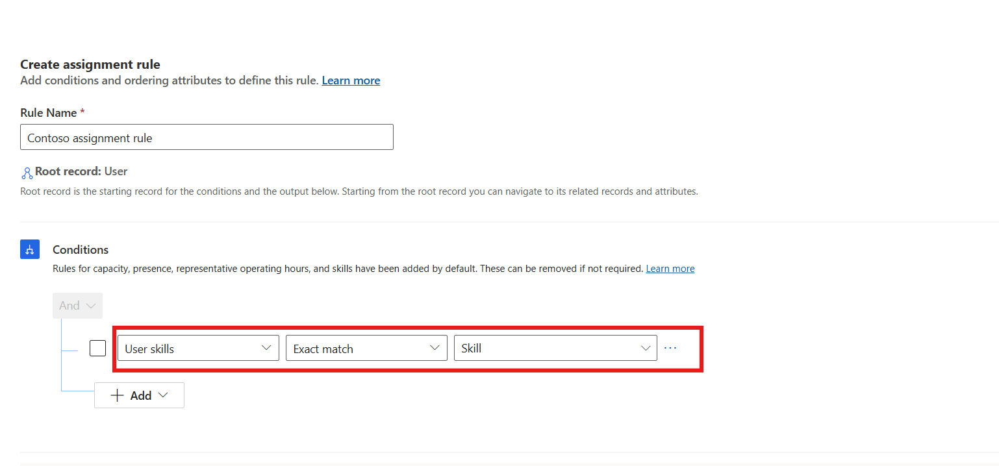 Create assignment rule
Add conditions and ordering attributes to define this rule. Learn more
Rule Name *
Contoso assignment rule
Root record: User
Root record is the starting record for the conditions and the output below. Starting from the root record you can navigate to its related records and attributes.
Conditions
Rules for capacity, presence, representative operating hours, and skills have been added by default. These can be removed if not required. Learn more
And
User skills Exact match Skill ...
+ Add